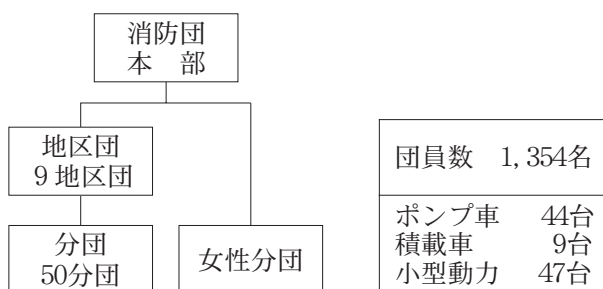 消防団
本　部
地区団
9地区団
分団
50分団
女性分団
団員数　1,354名
ポンプ車　44台
積載車　9台
小型動力　47台